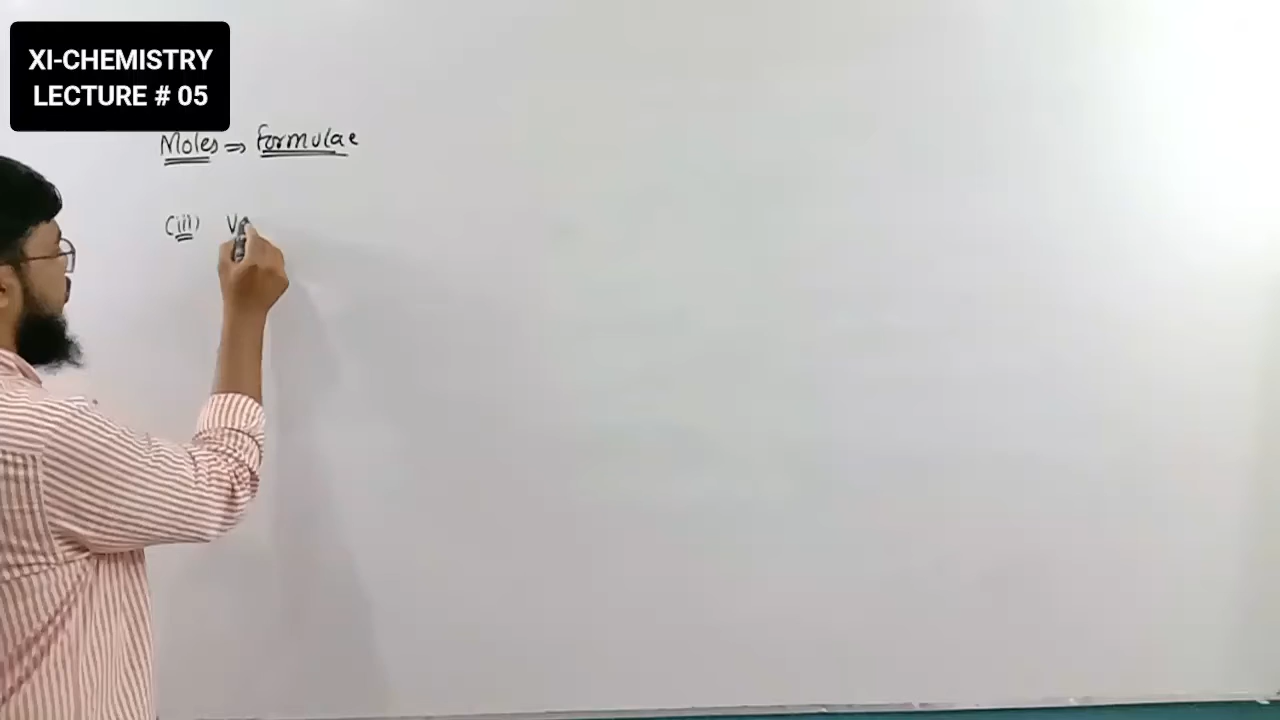 XI-CHEMISTRY
LECTURE # 05
Moles ⇒ Formulae
(iii) V